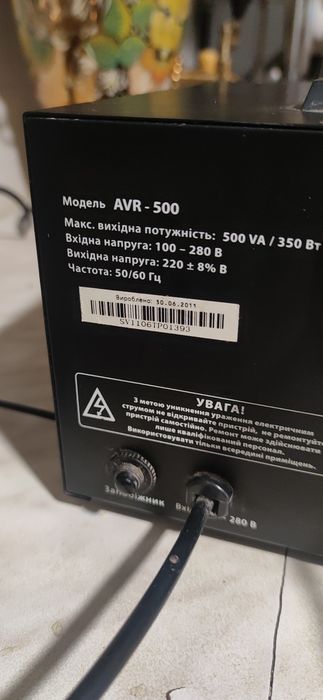 Модель AVR - 500
Макс. вихідна потужність: 500 VA / 350 Вт
Вхідна напруга: 100 – 280 В
Вихідна напруга: 220 ± 8% В
Частота: 50/60 Гц
Вироблено: 30.06.2011
SV1106TP01393
УВАГА!
З метою уникнення ураження електричним
струмом не відкривайте пристрій, не ремонтуйте
пристрій самостійно. Ремонт може здійснювати
лише кваліфікований персонал.
Використовувати тільки всередині приміщень.
Запобіжник
280 В